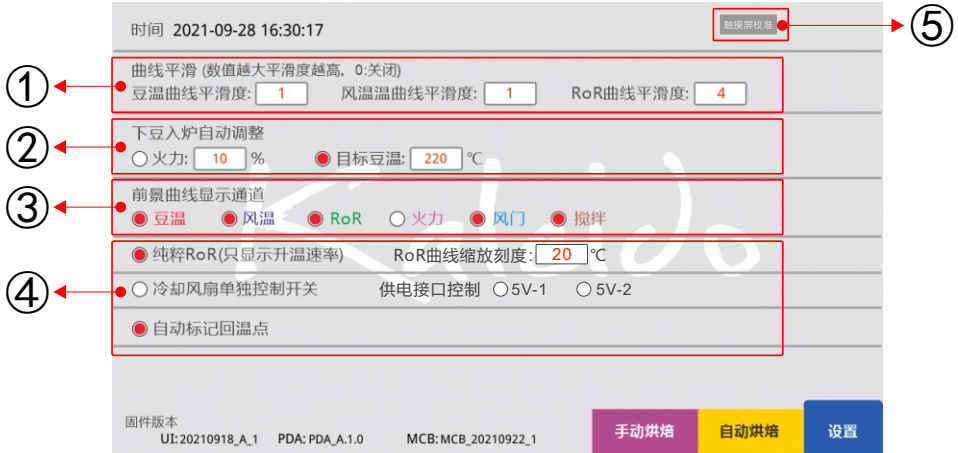 时间 2021-09-28 16:30:17
触摸屏校准
⑤
①
曲线平滑 (数值越大平滑度越高, 0:关闭)
豆温曲线平滑度: 1 风温温曲线平滑度: 1 RoR曲线平滑度: 4
②
下豆入炉自动调整
火力: 10 % 目标豆温: 220 ℃
③
前景曲线显示通道
豆温 风温 RoR 火力 风门 搅拌
Kaleido
④
纯粹RoR(只显示升温速率) RoR曲线缩放刻度: 20 ℃
冷却风扇单独控制开关 供电接口控制 5V-1 5V-2
自动标记回温点
固件版本
UI:20210918_A_1 PDA: PDA_A.1.0 MCB: MCB_20210922_1
手动烘焙 自动烘焙 设置